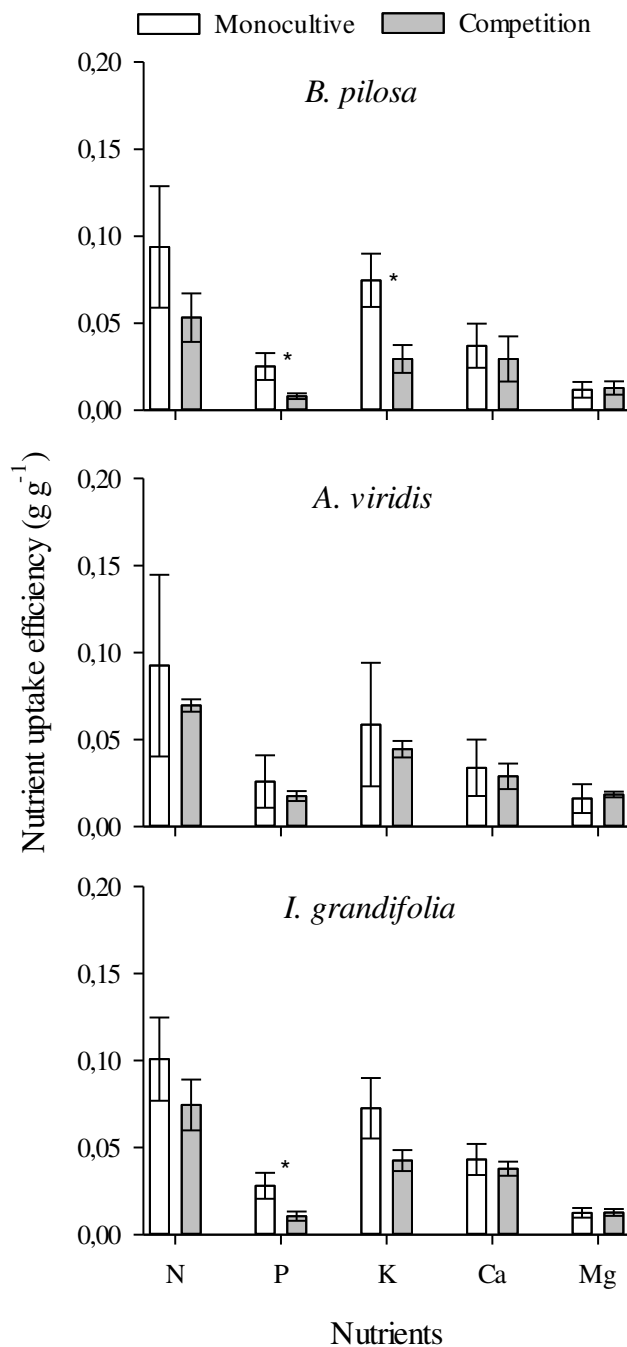 Monocultive Competition
B. pilosa
0,20
0,15
0,10
0,05
0,00
*
*
A. viridis
0,20
0,15
0,10
0,05
0,00
Nutrient uptake efficiency (g g-1)
I. grandifolia
0,20
0,15
0,10
0,05
0,00
*
N P K Ca Mg
Nutrients